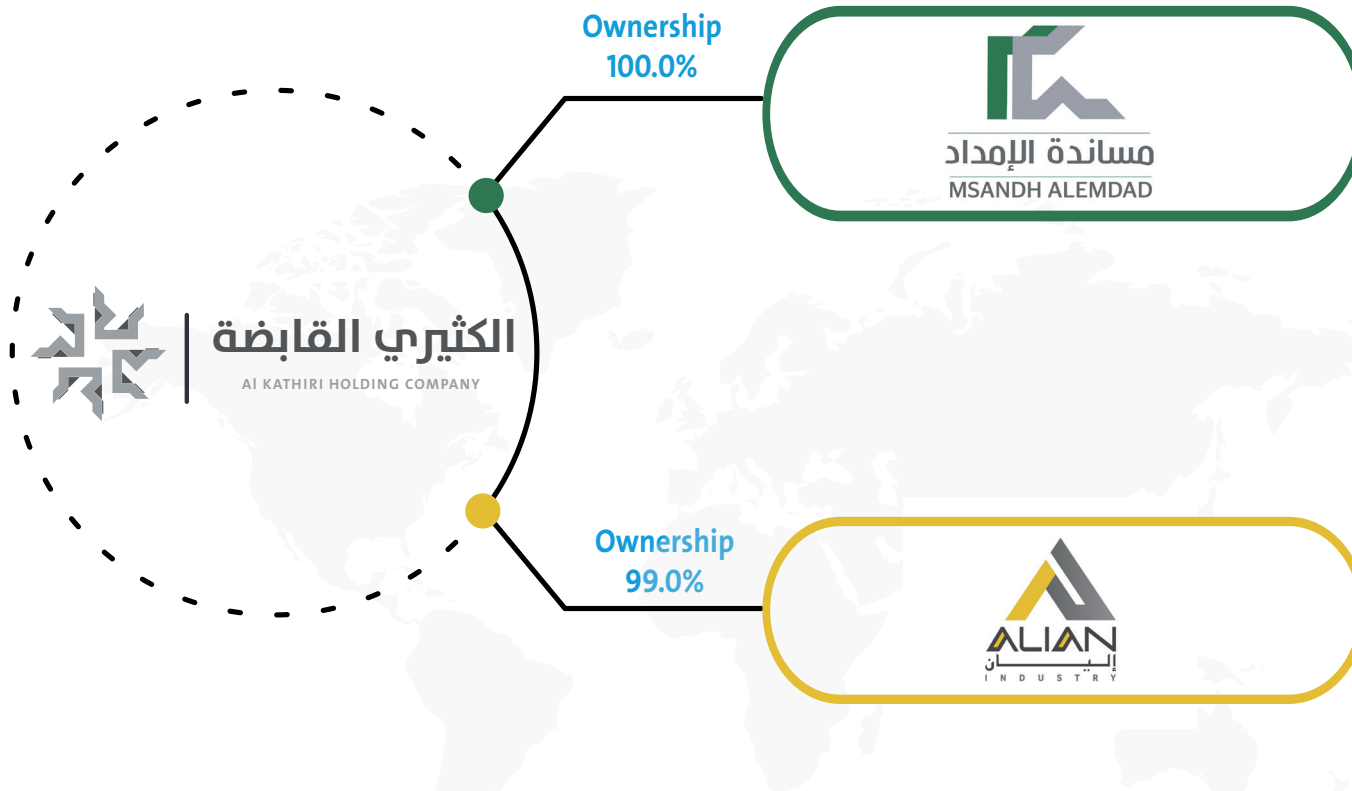 Ownership
100.0%
مساندة الإمداد
MSANDH ALEMDAD
الكثيري القابضة
Al KATHIRI HOLDING COMPANY
Ownership
99.0%
ALIAN
إليان
INDUSTRY